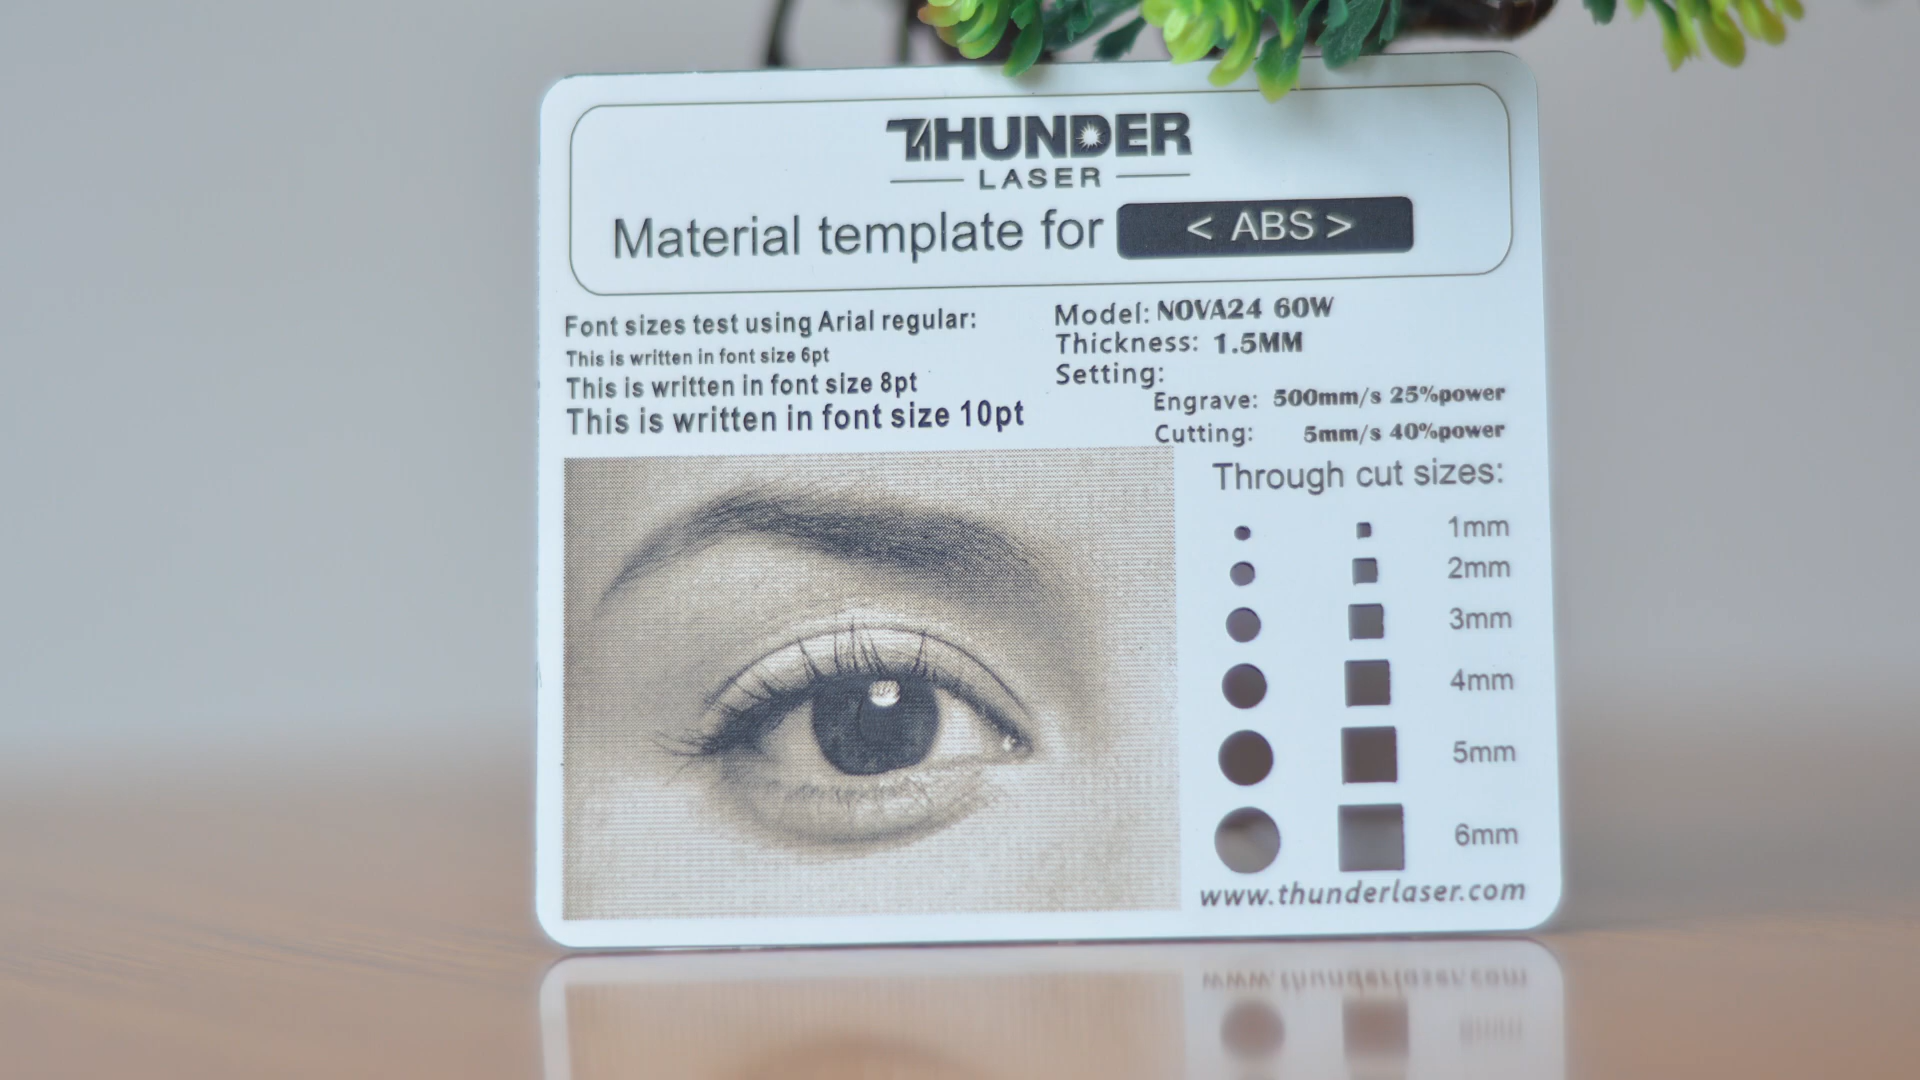 THUNDER
LASER
Material template for < ABS >
Font sizes test using Arial regular:
This is written in font size 6pt
This is written in font size 8pt
This is written in font size 10pt
Model: NOVA24 60W
Thickness: 1.5MM
Setting:
Engrave: 500mm/s 25%power
Cutting: 5mm/s 40%power
Through cut sizes:
1mm
2mm
3mm
4mm
5mm
6mm
www.thunderlaser.com